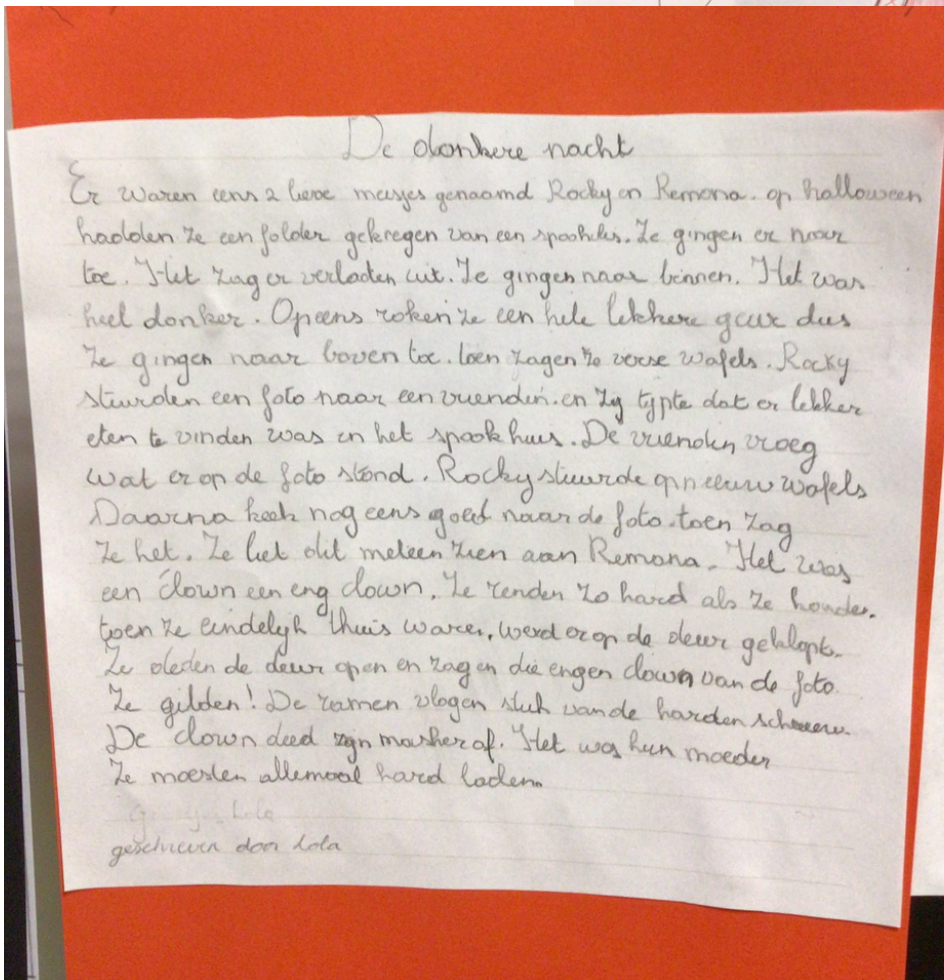 De donkere nacht
Er waren eens 2 lieve meisjes genaamd Rocky en Remona. op halloween
hadden ze een folder gekregen van een spookhuis. Ze gingen er naar
toe. Het zag er verlaten uit. Ze gingen naar binnen. Het was
heel donker. Opeens roken ze een hele lekkere geur dus
ze gingen naar boven toe. toen zagen ze verse wafels. Rocky
stuurden een foto naar een vriendin. en zij typte dat er lekker
eten te vinden was in het spookhuis. De vriendin vroeg
wat er op de foto stond. Rocky stuurde opnieuw wafels
Daarna keek nog eens goed naar de foto. toen zag
ze het. Ze liet dit meteen zien aan Remona. Het was
een clown een eng clown. Ze renden zo hard als ze konden.
toen ze eindelijk thuis waren, werd er op de deur geklopt.
Ze deden de deur open en zagen die engen clown van de foto
Ze gilden! De ramen vlogen stuk van de harden schreeuw.
De clown deed zijn masker af. Het was hun moeder
Ze moesten allemaal hard lachen.
geschreven door Lola